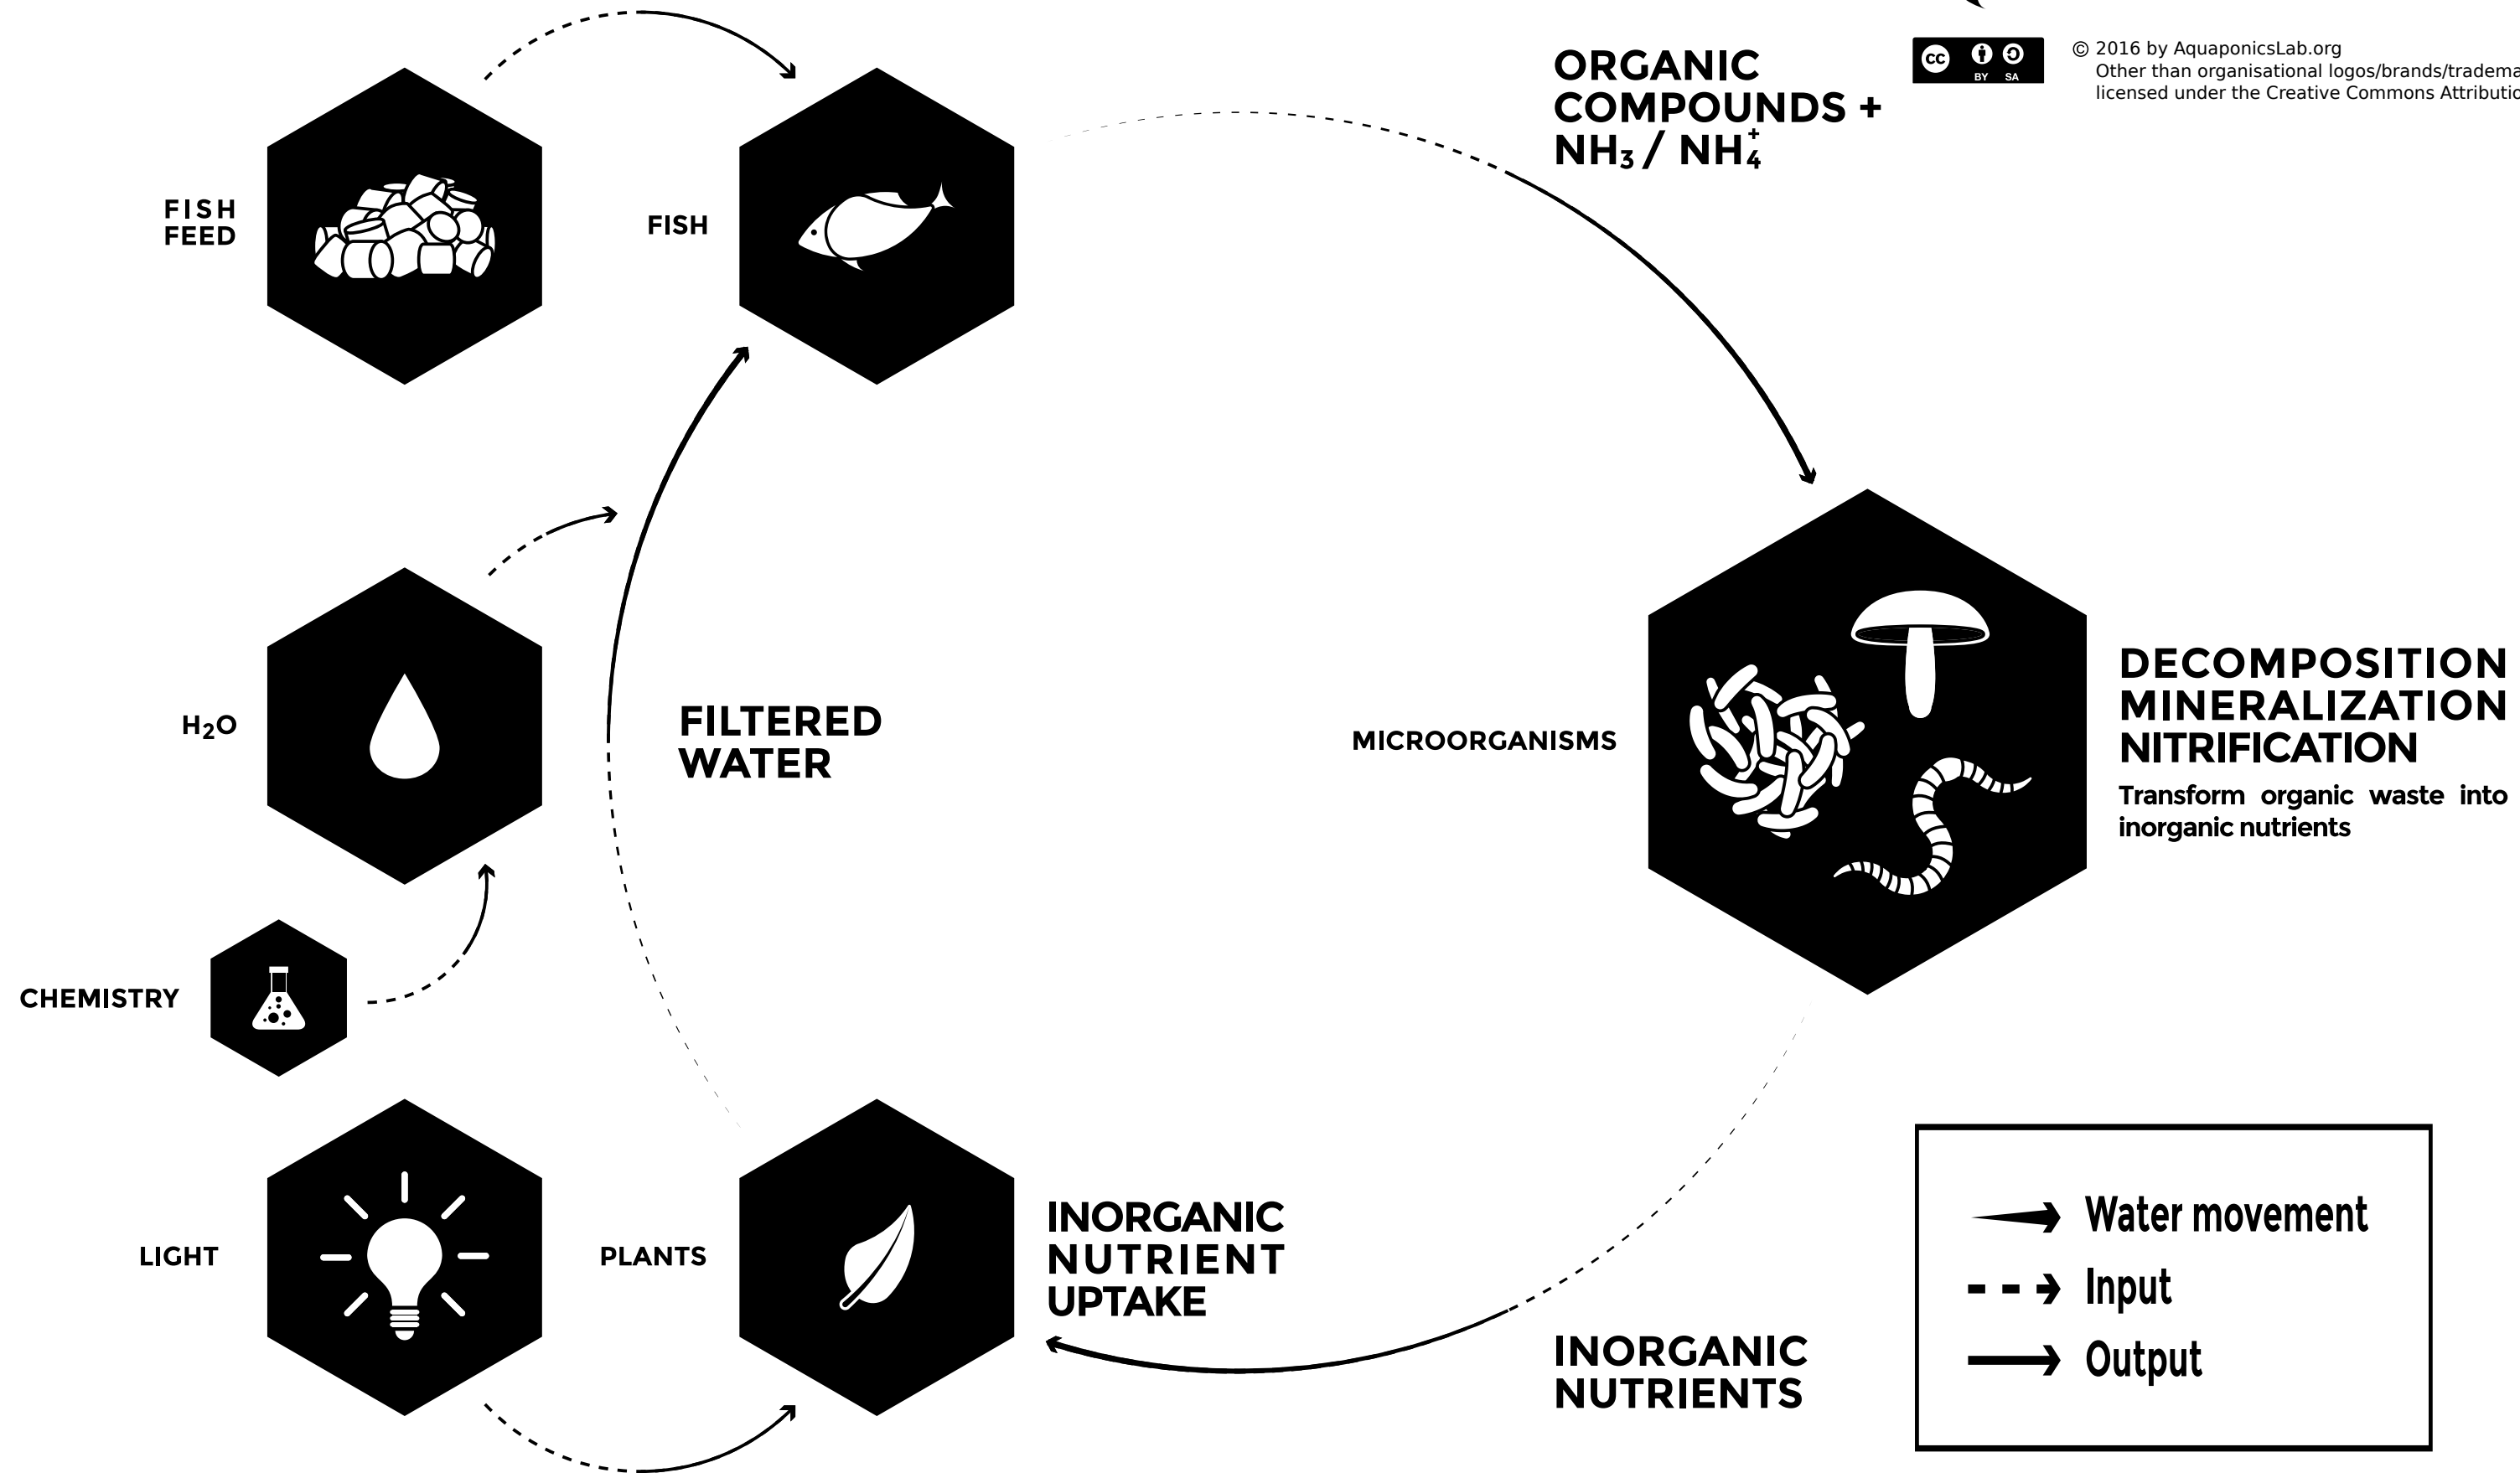 ORGANIC
COMPOUNDS +
NH₃ / NH₄⁺
cc
BY SA
© 2016 by AquaponicsLab.org
Other than organisational logos/brands/tradema
licensed under the Creative Commons Attributio
FISH
FEED
FISH
H₂O
FILTERED
WATER
MICROORGANISMS
DECOMPOSITION
MINERALIZATION
NITRIFICATION
Transform organic waste into
inorganic nutrients
CHEMISTRY
LIGHT
PLANTS
INORGANIC
NUTRIENT
UPTAKE
INORGANIC
NUTRIENTS
Water movement
Input
Output